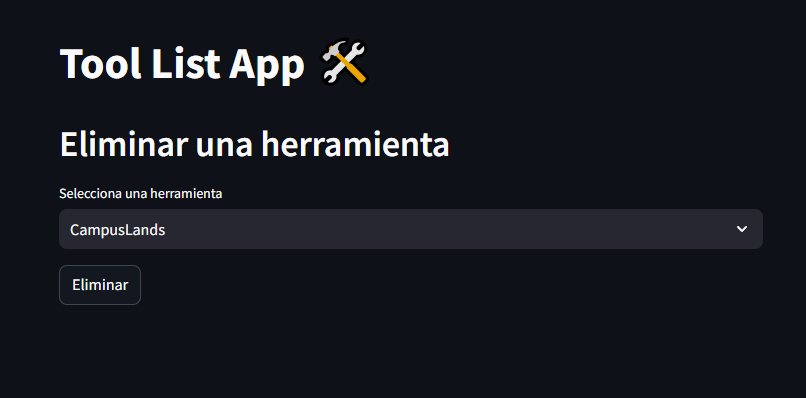 Tool List App
Eliminar una herramienta
Selecciona una herramienta
CampusLands
Eliminar